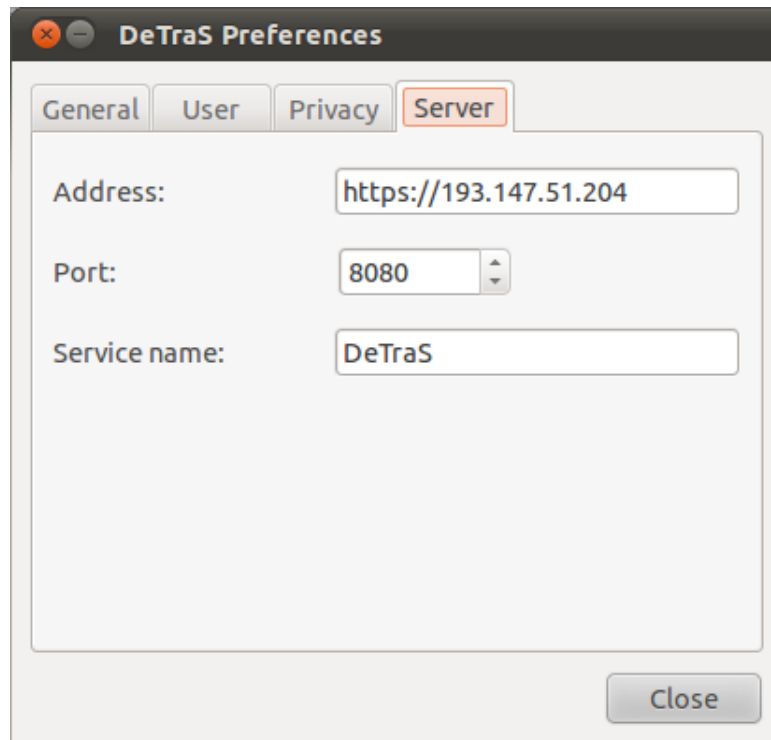 DeTraS Preferences
General User Privacy Server
Address: https://193.147.51.204
Port: 8080
Service name: DeTraS
Close